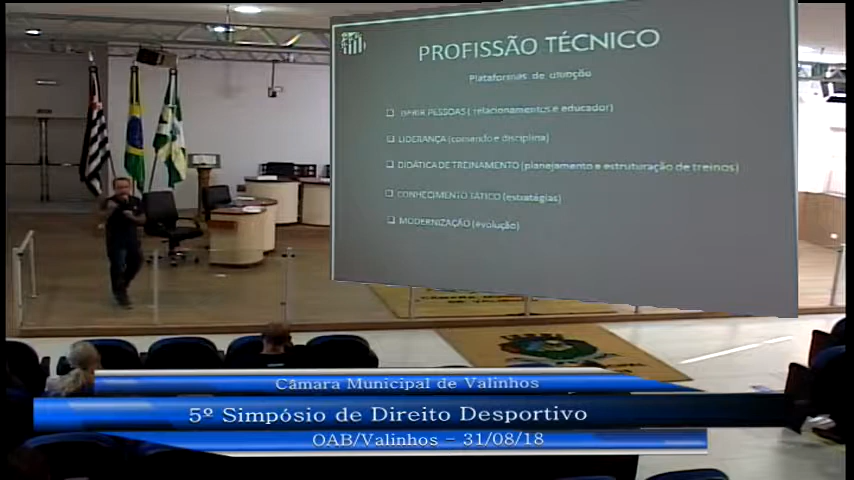 PROFISSÃO TÉCNICO
Plataformas de atuação
❑ GERIR PESSOAS ( relacionamentos e educador)
❑ LIDERANÇA (comando e disciplina)
❑ DIDÁTICA DE TREINAMENTO (planejamento e estruturação de treinos)
❑ CONHECIMENTO TÁTICO (estratégias)
❑ MODERNIZAÇÃO (evolução)
Câmara Municipal de Valinhos
5º Simpósio de Direito Desportivo
OAB/Valinhos - 31/08/18